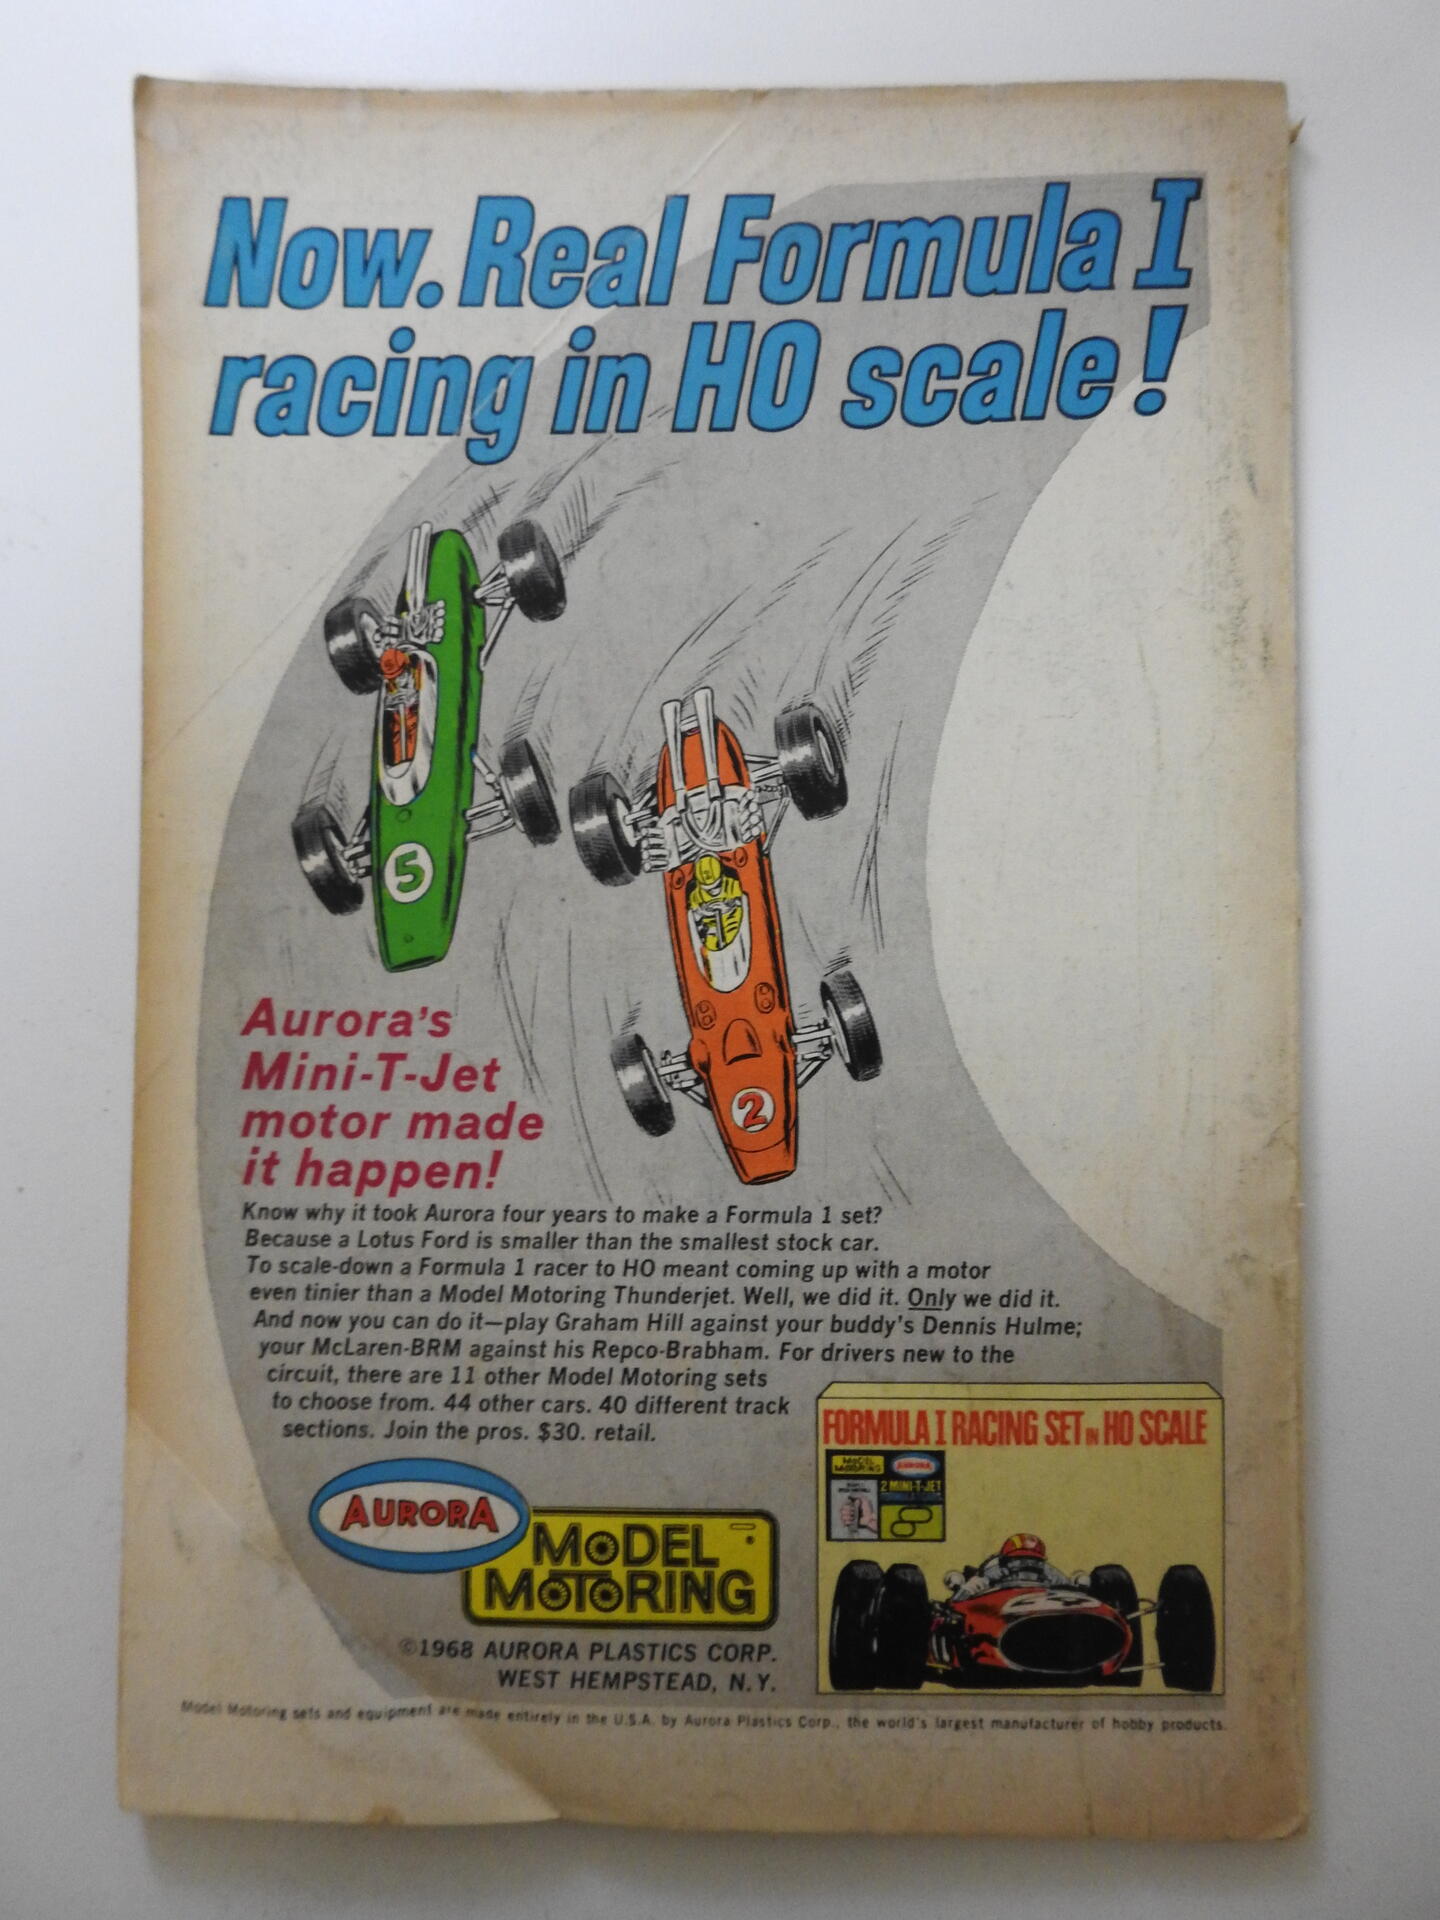 Now. Real Formula I
racing in HO scale!
5
2
Aurora's
Mini-T-Jet
motor made
it happen!
Know why it took Aurora four years to make a Formula 1 set?
Because a Lotus Ford is smaller than the smallest stock car.
To scale-down a Formula 1 racer to HO meant coming up with a motor
even tinier than a Model Motoring Thunderjet. Well, we did it. Only we did it.
And now you can do it—play Graham Hill against your buddy's Dennis Hulme;
your McLaren-BRM against his Repco-Brabham. For drivers new to the
circuit, there are 11 other Model Motoring sets
to choose from. 44 other cars. 40 different track
sections. Join the pros. $30. retail.
FORMULA I RACING SET IN HO SCALE
MODEL MOTORING
AURORA
2 MINI-T-JET
AURORA
MODEL
MOTORING
©1968 AURORA PLASTICS CORP.
WEST HEMPSTEAD, N.Y.
Model Motoring sets and equipment are made entirely in the U.S.A. by Aurora Plastics Corp., the world's largest manufacturer of hobby products.